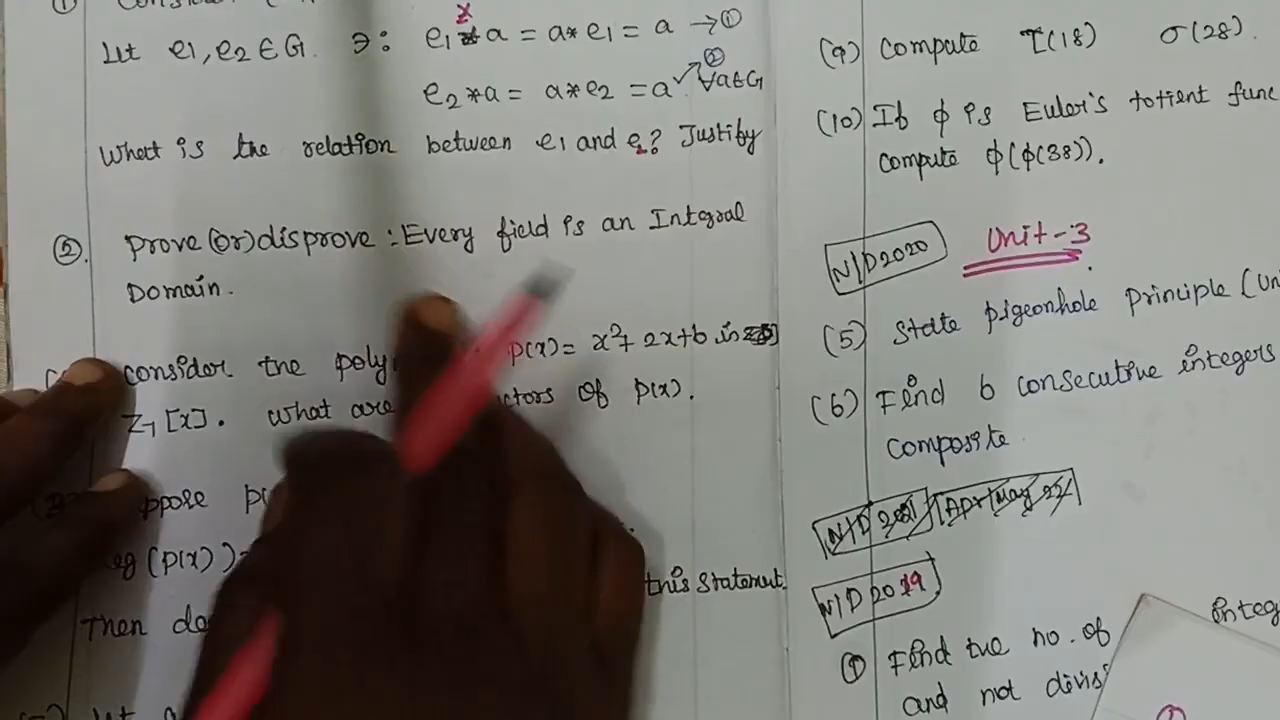 ①
Let e1, e2 ∈ G. ∋: e1 * a = a * e1 = a → ①
e2 * a = a * e2 = a ∀a∈G ②
What is the relation between e1 and e2? Justify
②. Prove (or) disprove : Every field is an Integral
Domain.
consider the poly p(x) = x²+ 2x+6 in
Z7 [x]. What are ctors of p(x).
ppose
eg (p(x)) =
this statemnt.
Then
(9) Compute τ(18) σ(28).
(10) If ϕ is Euler's totient func
compute ϕ(ϕ(38)).
N/D 2020 Unit-3
(5) State pigeonhole principle
(6) Find 6 consecutive integers
composite.
N/D 2021 Apr/May 22
N/D 2019
① Find the no. of integ
and not divis